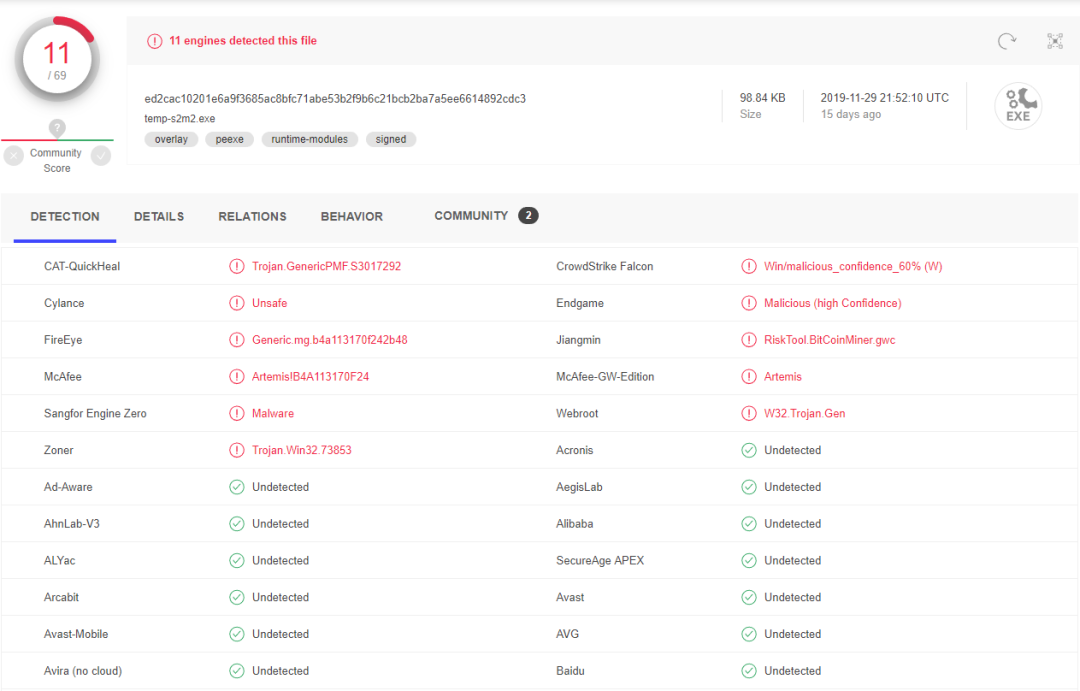 11
/ 69
?
Community
Score
11 engines detected this file
ed2cac10201e6a9f3685ac8bfc71abe53b2f9b6c21bcb2ba7a5ee6614892cdc3
temp-s2m2.exe
overlay peexe runtime-modules signed
98.84 KB
Size
2019-11-29 21:52:10 UTC
15 days ago
EXE
DETECTION DETAILS RELATIONS BEHAVIOR COMMUNITY 2
CAT-QuickHeal Trojan.GenericPMF.S3017292 CrowdStrike Falcon Win/malicious_confidence_60% (W)
Cylance Unsafe Endgame Malicious (high Confidence)
FireEye Generic.mg.b4a113170f242b48 Jiangmin RiskTool.BitCoinMiner.gwc
McAfee Artemis!B4A113170F24 McAfee-GW-Edition Artemis
Sangfor Engine Zero Malware Webroot W32.Trojan.Gen
Zoner Trojan.Win32.73853 Acronis Undetected
Ad-Aware Undetected AegisLab Undetected
AhnLab-V3 Undetected Alibaba Undetected
ALYac Undetected SecureAge APEX Undetected
Arcabit Undetected Avast Undetected
Avast-Mobile Undetected AVG Undetected
Avira (no cloud) Undetected Baidu Undetected